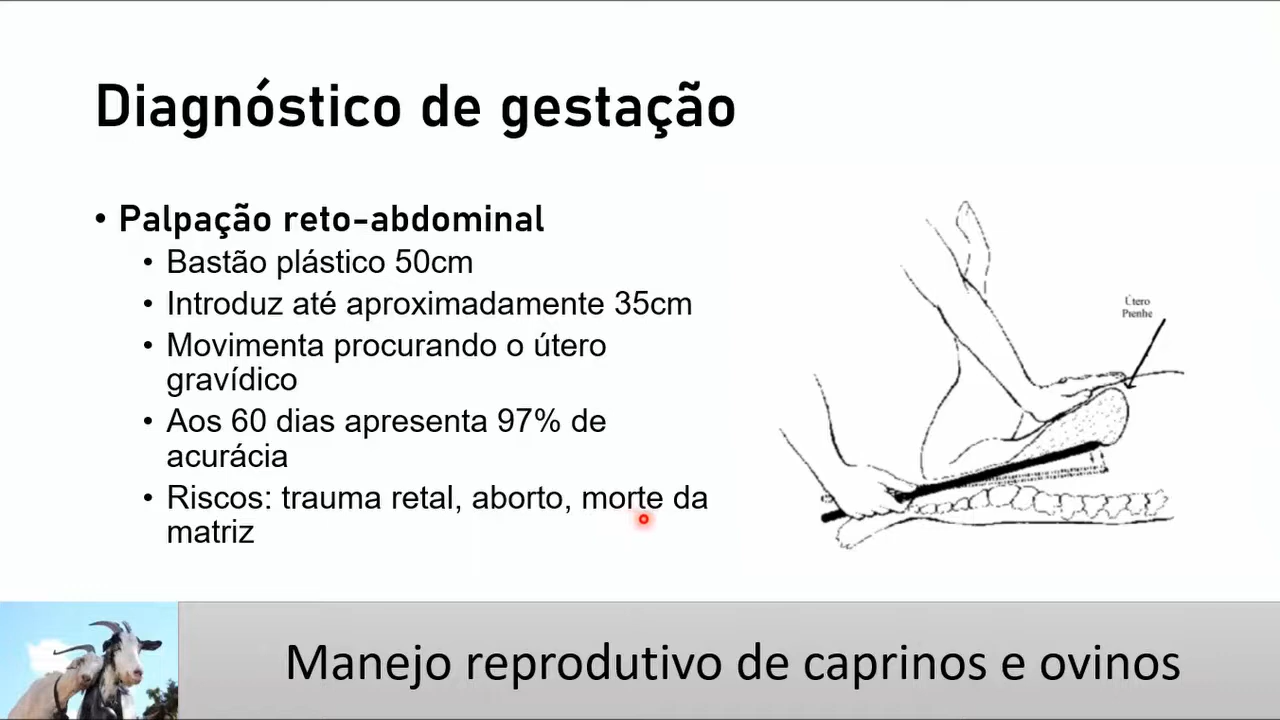 Diagnóstico de gestação
• Palpação reto-abdominal
• Bastão plástico 50cm
• Introduz até aproximadamente 35cm
• Movimenta procurando o útero
gravídico
• Aos 60 dias apresenta 97% de
acurácia
• Riscos: trauma retal, aborto, morte da
matriz
Útero
Prenhe
Manejo reprodutivo de caprinos e ovinos